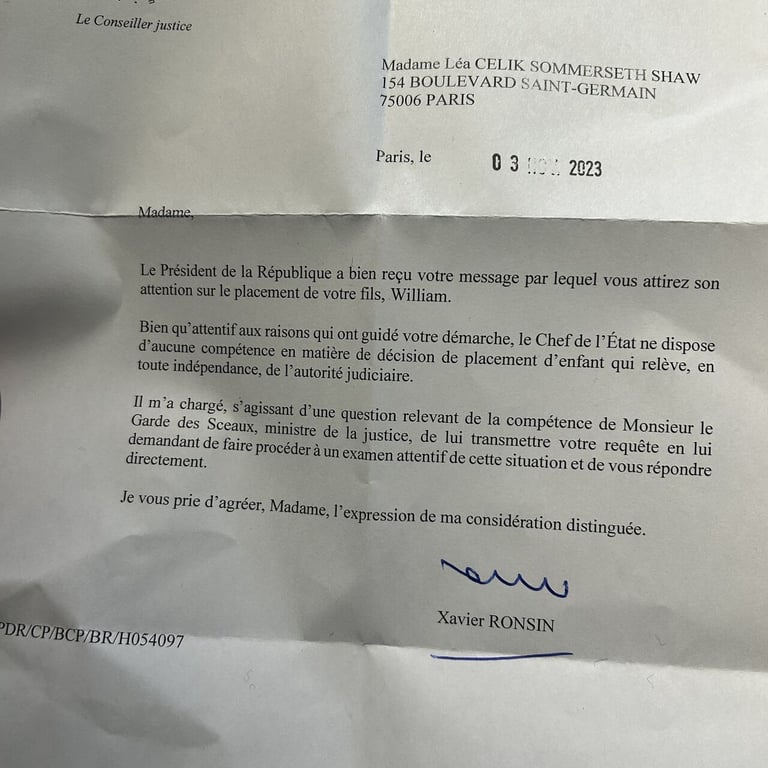 Le Conseiller justice
Madame Léa CELIK SOMMERSETH SHAW
154 BOULEVARD SAINT-GERMAIN
75006 PARIS
Paris, le 03 NOV. 2023
Madame,
Le Président de la République a bien reçu votre message par lequel vous attirez son
attention sur le placement de votre fils, William.
Bien qu’attentif aux raisons qui ont guidé votre démarche, le Chef de l’État ne dispose
d’aucune compétence en matière de décision de placement d’enfant qui relève, en
toute indépendance, de l’autorité judiciaire.
Il m’a chargé, s’agissant d’une question relevant de la compétence de Monsieur le
Garde des Sceaux, ministre de la justice, de lui transmettre votre requête en lui
demandant de faire procéder à un examen attentif de cette situation et de vous répondre
directement.
Je vous prie d’agréer, Madame, l’expression de ma considération distinguée.
Xavier RONSIN
PDR/CP/BCP/BR/H054097